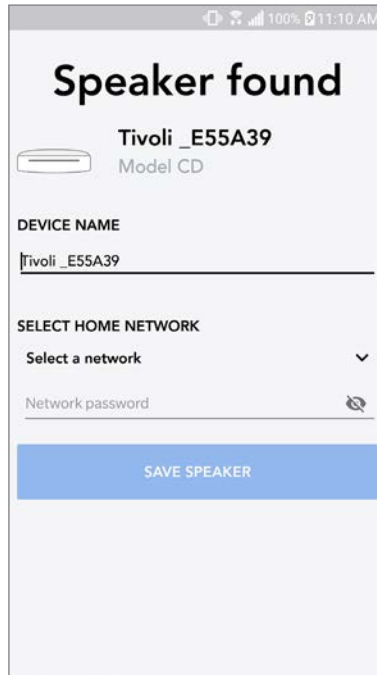 100% 11:10 AM
Speaker found
Tivoli _E55A39
Model CD
DEVICE NAME
Tivoli _E55A39
SELECT HOME NETWORK
Select a network
Network password
SAVE SPEAKER